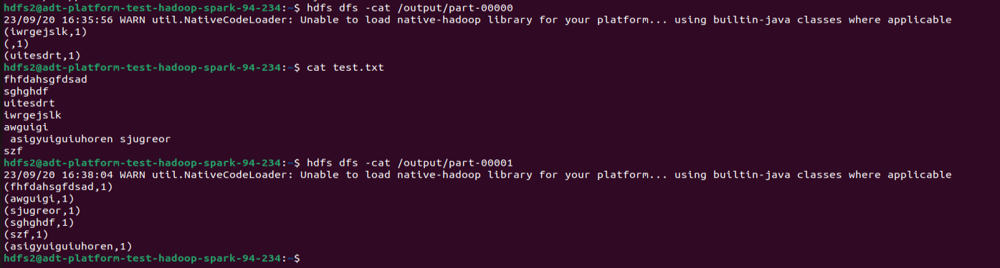 hdfs2@adt-platform-test-hadoop-spark-94-234:~$ hdfs dfs -cat /output/part-00000
23/09/20 16:35:56 WARN util.NativeCodeLoader: Unable to load native-hadoop library for your platform... using builtin-java classes where applicable
(iwrgejslk,1)
(,1)
(uitesdrt,1)
hdfs2@adt-platform-test-hadoop-spark-94-234:~$ cat test.txt
fhfdahsgfdsad
sghghdf
uitesdrt
iwrgejslk
awguigi
 asigyuiguiuhoren sjugreor
szf
hdfs2@adt-platform-test-hadoop-spark-94-234:~$ hdfs dfs -cat /output/part-00001
23/09/20 16:38:04 WARN util.NativeCodeLoader: Unable to load native-hadoop library for your platform... using builtin-java classes where applicable
(fhfdahsgfdsad,1)
(awguigi,1)
(sjugreor,1)
(sghghdf,1)
(szf,1)
(asigyuiguiuhoren,1)
hdfs2@adt-platform-test-hadoop-spark-94-234:~$